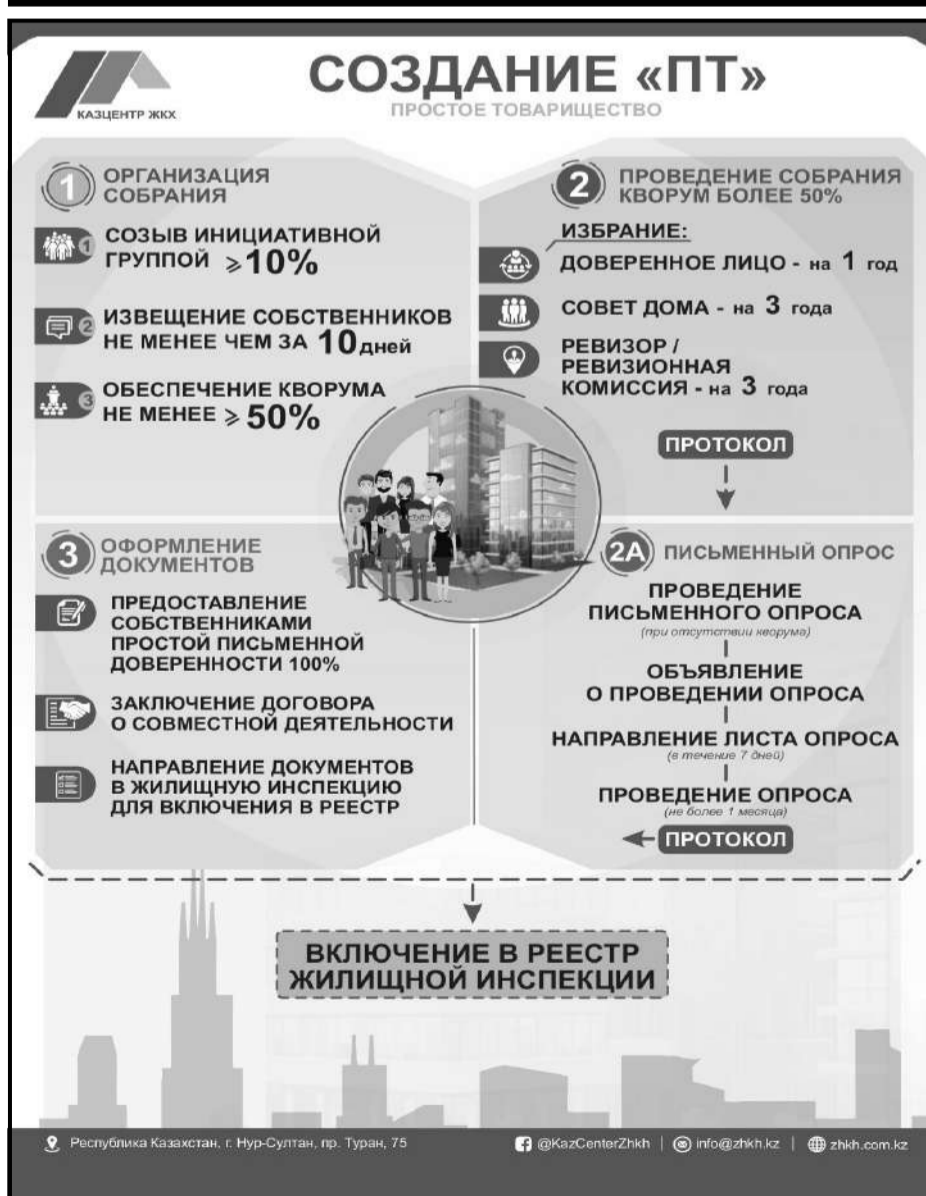 КАЗЦЕНТР ЖКХ
СОЗДАНИЕ «ПТ»
ПРОСТОЕ ТОВАРИЩЕСТВО
1
ОРГАНИЗАЦИЯ
СОБРАНИЯ
1
СОЗЫВ ИНИЦИАТИВНОЙ
ГРУППОЙ ⩾10%
2
ИЗВЕЩЕНИЕ СОБСТВЕННИКОВ
НЕ МЕНЕЕ ЧЕМ ЗА 10 дней
3
ОБЕСПЕЧЕНИЕ КВОРУМА
НЕ МЕНЕЕ ⩾ 50%
2
ПРОВЕДЕНИЕ СОБРАНИЯ
КВОРУМ БОЛЕЕ 50%
ИЗБРАНИЕ:
ДОВЕРЕННОЕ ЛИЦО - на 1 год
СОВЕТ ДОМА - на 3 года
РЕВИЗОР /
РЕВИЗИОННАЯ
КОМИССИЯ - на 3 года
ПРОТОКОЛ
2А
ПИСЬМЕННЫЙ ОПРОС
ПРОВЕДЕНИЕ
ПИСЬМЕННОГО ОПРОСА
(при отсутствии кворума)
ОБЪЯВЛЕНИЕ
О ПРОВЕДЕНИИ ОПРОСА
НАПРАВЛЕНИЕ ЛИСТА ОПРОСА
(в течение 7 дней)
ПРОВЕДЕНИЕ ОПРОСА
(не более 1 месяца)
ПРОТОКОЛ
3
ОФОРМЛЕНИЕ
ДОКУМЕНТОВ
ПРЕДОСТАВЛЕНИЕ
СОБСТВЕННИКАМИ
ПРОСТОЙ ПИСЬМЕННОЙ
ДОВЕРЕННОСТИ 100%
ЗАКЛЮЧЕНИЕ ДОГОВОРА
О СОВМЕСТНОЙ ДЕЯТЕЛЬНОСТИ
НАПРАВЛЕНИЕ ДОКУМЕНТОВ
В ЖИЛИЩНУЮ ИНСПЕКЦИЮ
ДЛЯ ВКЛЮЧЕНИЯ В РЕЕСТР
ВКЛЮЧЕНИЕ В РЕЕСТР
ЖИЛИЩНОЙ ИНСПЕКЦИИ
Республика Казахстан, г. Нур-Султан, пр. Туран, 75
@KazCenterZhkh | info@zhkh.kz | zhkh.com.kz